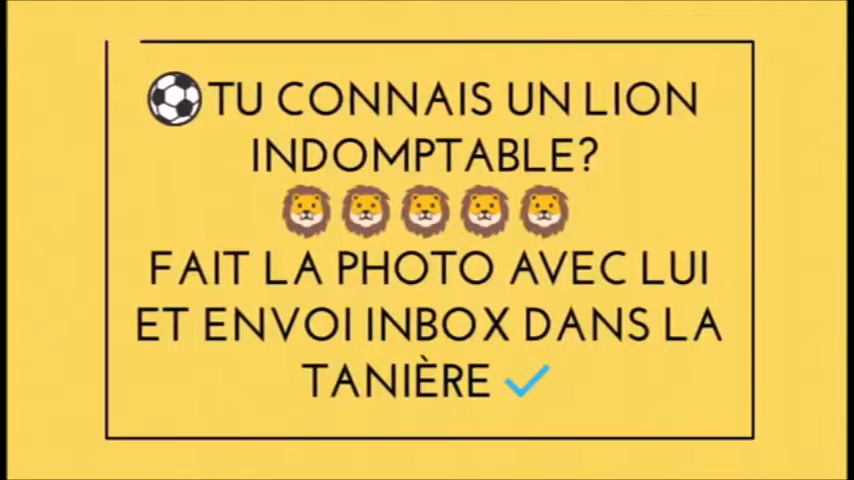 ⚽TU CONNAIS UN LION
INDOMPTABLE?
🦁🦁🦁🦁🦁
FAIT LA PHOTO AVEC LUI
ET ENVOI INBOX DANS LA
TANIÈRE ✓